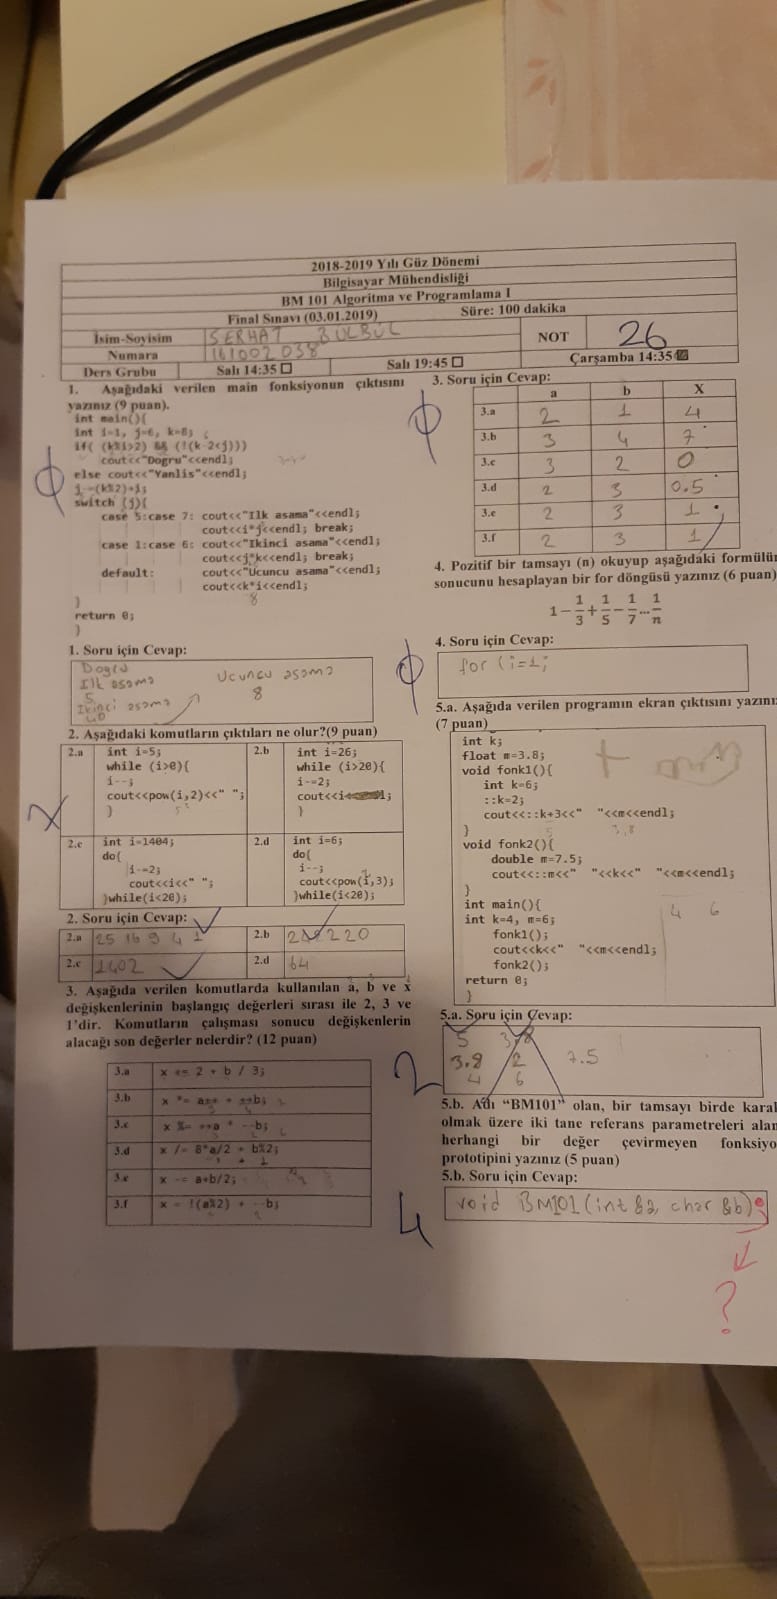 2018-2019 Yılı Güz Dönemi
Bilgisayar Mühendisliği
BM 101 Algoritma ve Programlama I
Final Sınavı (03.01.2019) Süre: 100 dakika
İsim-Soyisim SERHAT BÜLBÜL NOT 26
Numara 161002038
Ders Grubu Salı 14:35 Salı 19:45 Çarşamba 14:35
1. Aşağıdaki verilen main fonksiyonun çıktısını
yazınız (9 puan).
int main(){
int i=1, j=6, k=8;
if( (k%i>2) && (!(k-2<j)))
cout<<"Dogru"<<endl;
else cout<<"Yanlis"<<endl;
j-=(k%2)+i;
switch (j){
case 5:case 7: cout<<"Ilk asama"<<endl;
cout<<i*j<<endl; break;
case 1:case 6: cout<<"Ikinci asama"<<endl;
cout<<j*k<<endl; break;
default: cout<<"Ucuncu asama"<<endl;
cout<<k*i<<endl;
8
}
return 0;
}
1. Soru için Cevap:
Dogru
Ilk asama
5
Ikinci asama
40
Ucuncu asama
8
2. Aşağıdaki komutların çıktıları ne olur?(9 puan)
2.a int i=5;
while (i>0){
i--;
cout<<pow(i,2)<<" ";
}
2.b int i=26;
while (i>20){
i-=2;
cout<<i
}
2.c int i=1404;
do{
i-=2;
cout<<i<<" ";
}while(i<20);
2.d int i=6;
do{
i--;
cout<<pow(i,3);
}while(i<20);
2. Soru için Cevap:
2.a 25 16 9 4 1 2.b
2.c 1402 2.d 64
3. Aşağıda verilen komutlarda kullanılan a, b ve x
değişkenlerinin başlangıç değerleri sırası ile 2, 3 ve
1'dir. Komutların çalışması sonucu değişkenlerin
alacağı son değerler nelerdir? (12 puan)
3.a x += 2 + b / 3;
3.b x *= a++ + ++b;
3.c x %= ++a * --b;
3.d x /= 8*a/2 + b%2;
3.e x -= a+b/2;
3.f x = !(a%2) + --b;
3. Soru için Cevap:
a b X
3.a 2 1 4
3.b 3 4 7
3.c 3 2 0
3.d 2 3 0.5
3.e 2 3 1
3.f 2 3 1
4. Pozitif bir tamsayı (n) okuyup aşağıdaki formülün
sonucunu hesaplayan bir for döngüsü yazınız (6 puan)
1 - 1/3 + 1/5 - 1/7 ... 1/n
4. Soru için Cevap:
for (i=1;
5.a. Aşağıda verilen programın ekran çıktısını yazını
(7 puan)
int k;
float m=3.8;
void fonk1(){
int k=6;
::k=2;
cout<<::k+3<<" "<<m<<endl;
}
5 3,8
void fonk2(){
double m=7.5;
cout<<::m<<" "<<k<<" "<<m<<endl;
}
int main(){
int k=4, m=6; 4 6
fonk1();
cout<<k<<" "<<m<<endl;
fonk2();
return 0;
}
5.a. Soru için Cevap:
5 3,8
3.8 2 7.5
4 6
2
5.b. Adı "BM101" olan, bir tamsayı birde karak
olmak üzere iki tane referans parametreleri alan
herhangi bir değer çevirmeyen fonksiyo
prototipini yazınız (5 puan)
5.b. Soru için Cevap:
void BM101(int &a, char &b);
4
?